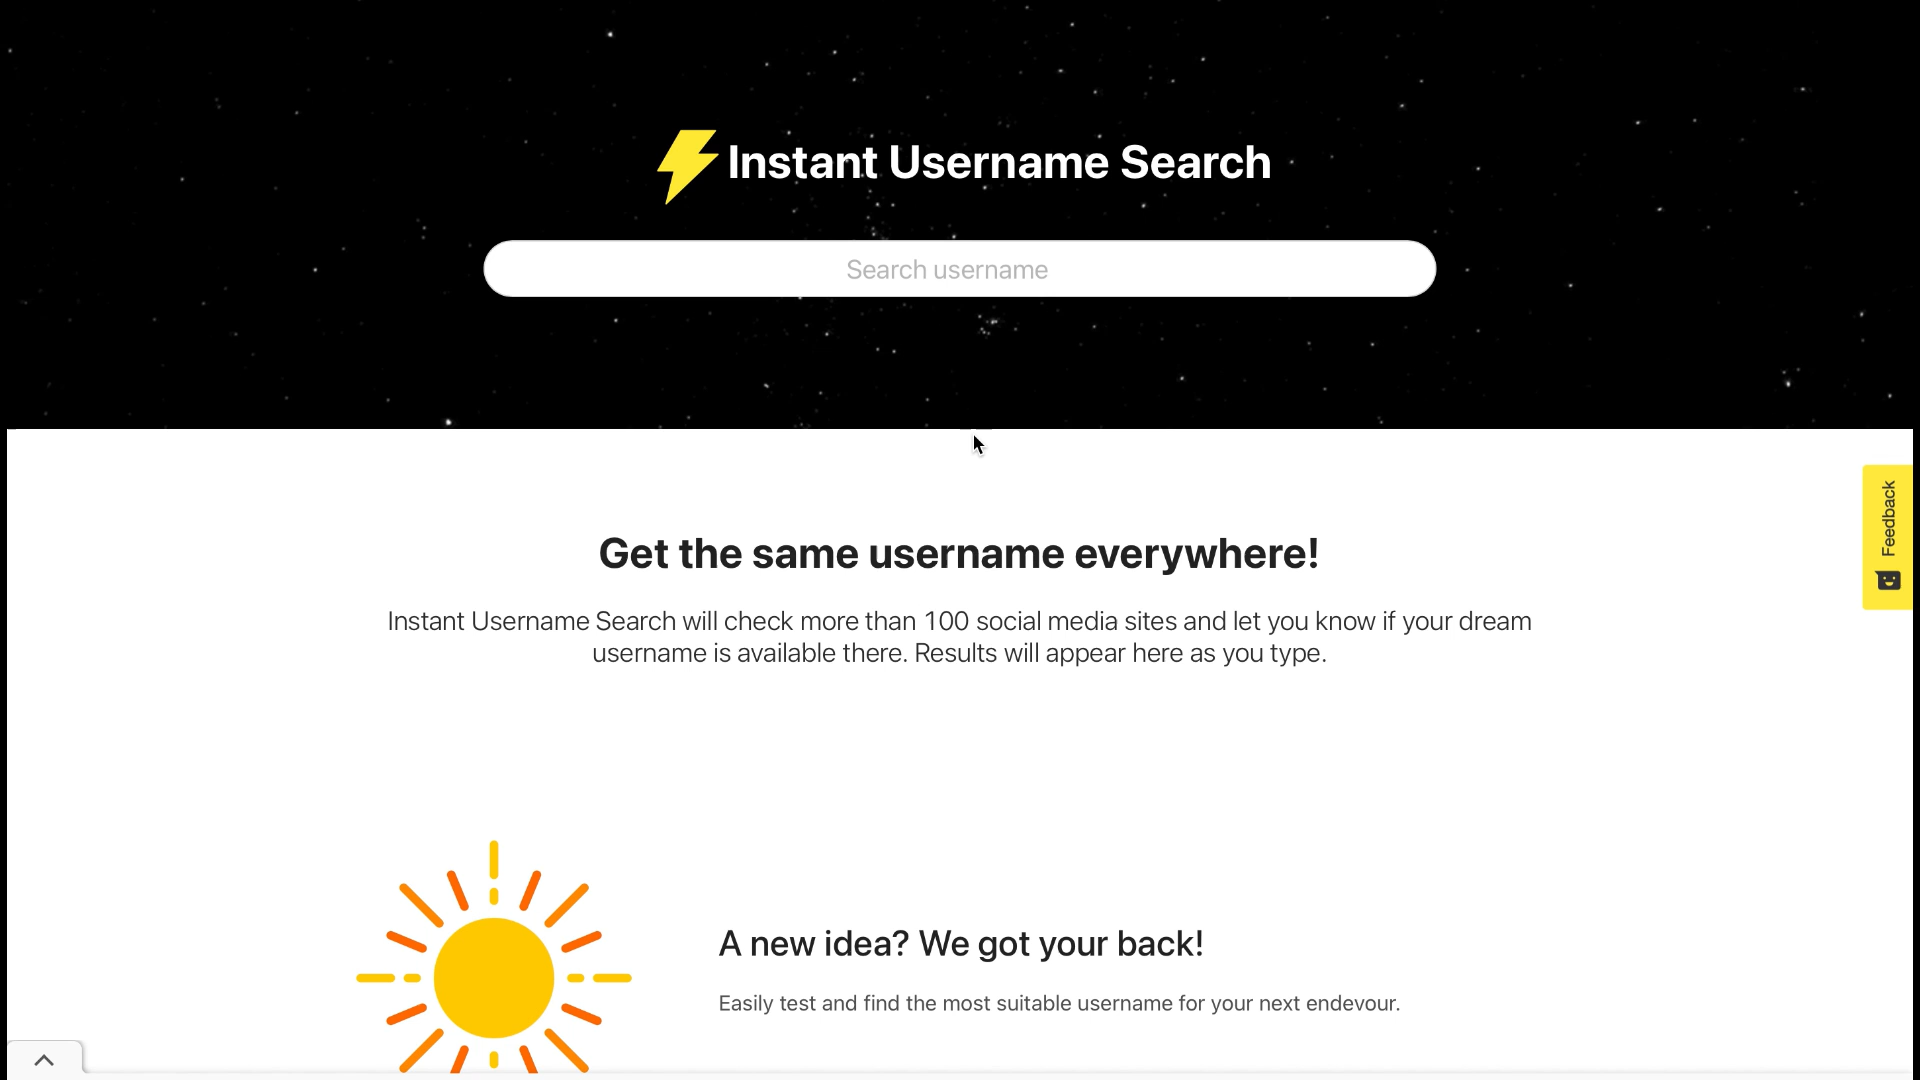 Instant Username Search
Search username
Feedback
Get the same username everywhere!
Instant Username Search will check more than 100 social media sites and let you know if your dream
username is available there. Results will appear here as you type.
A new idea? We got your back!
Easily test and find the most suitable username for your next endevour.